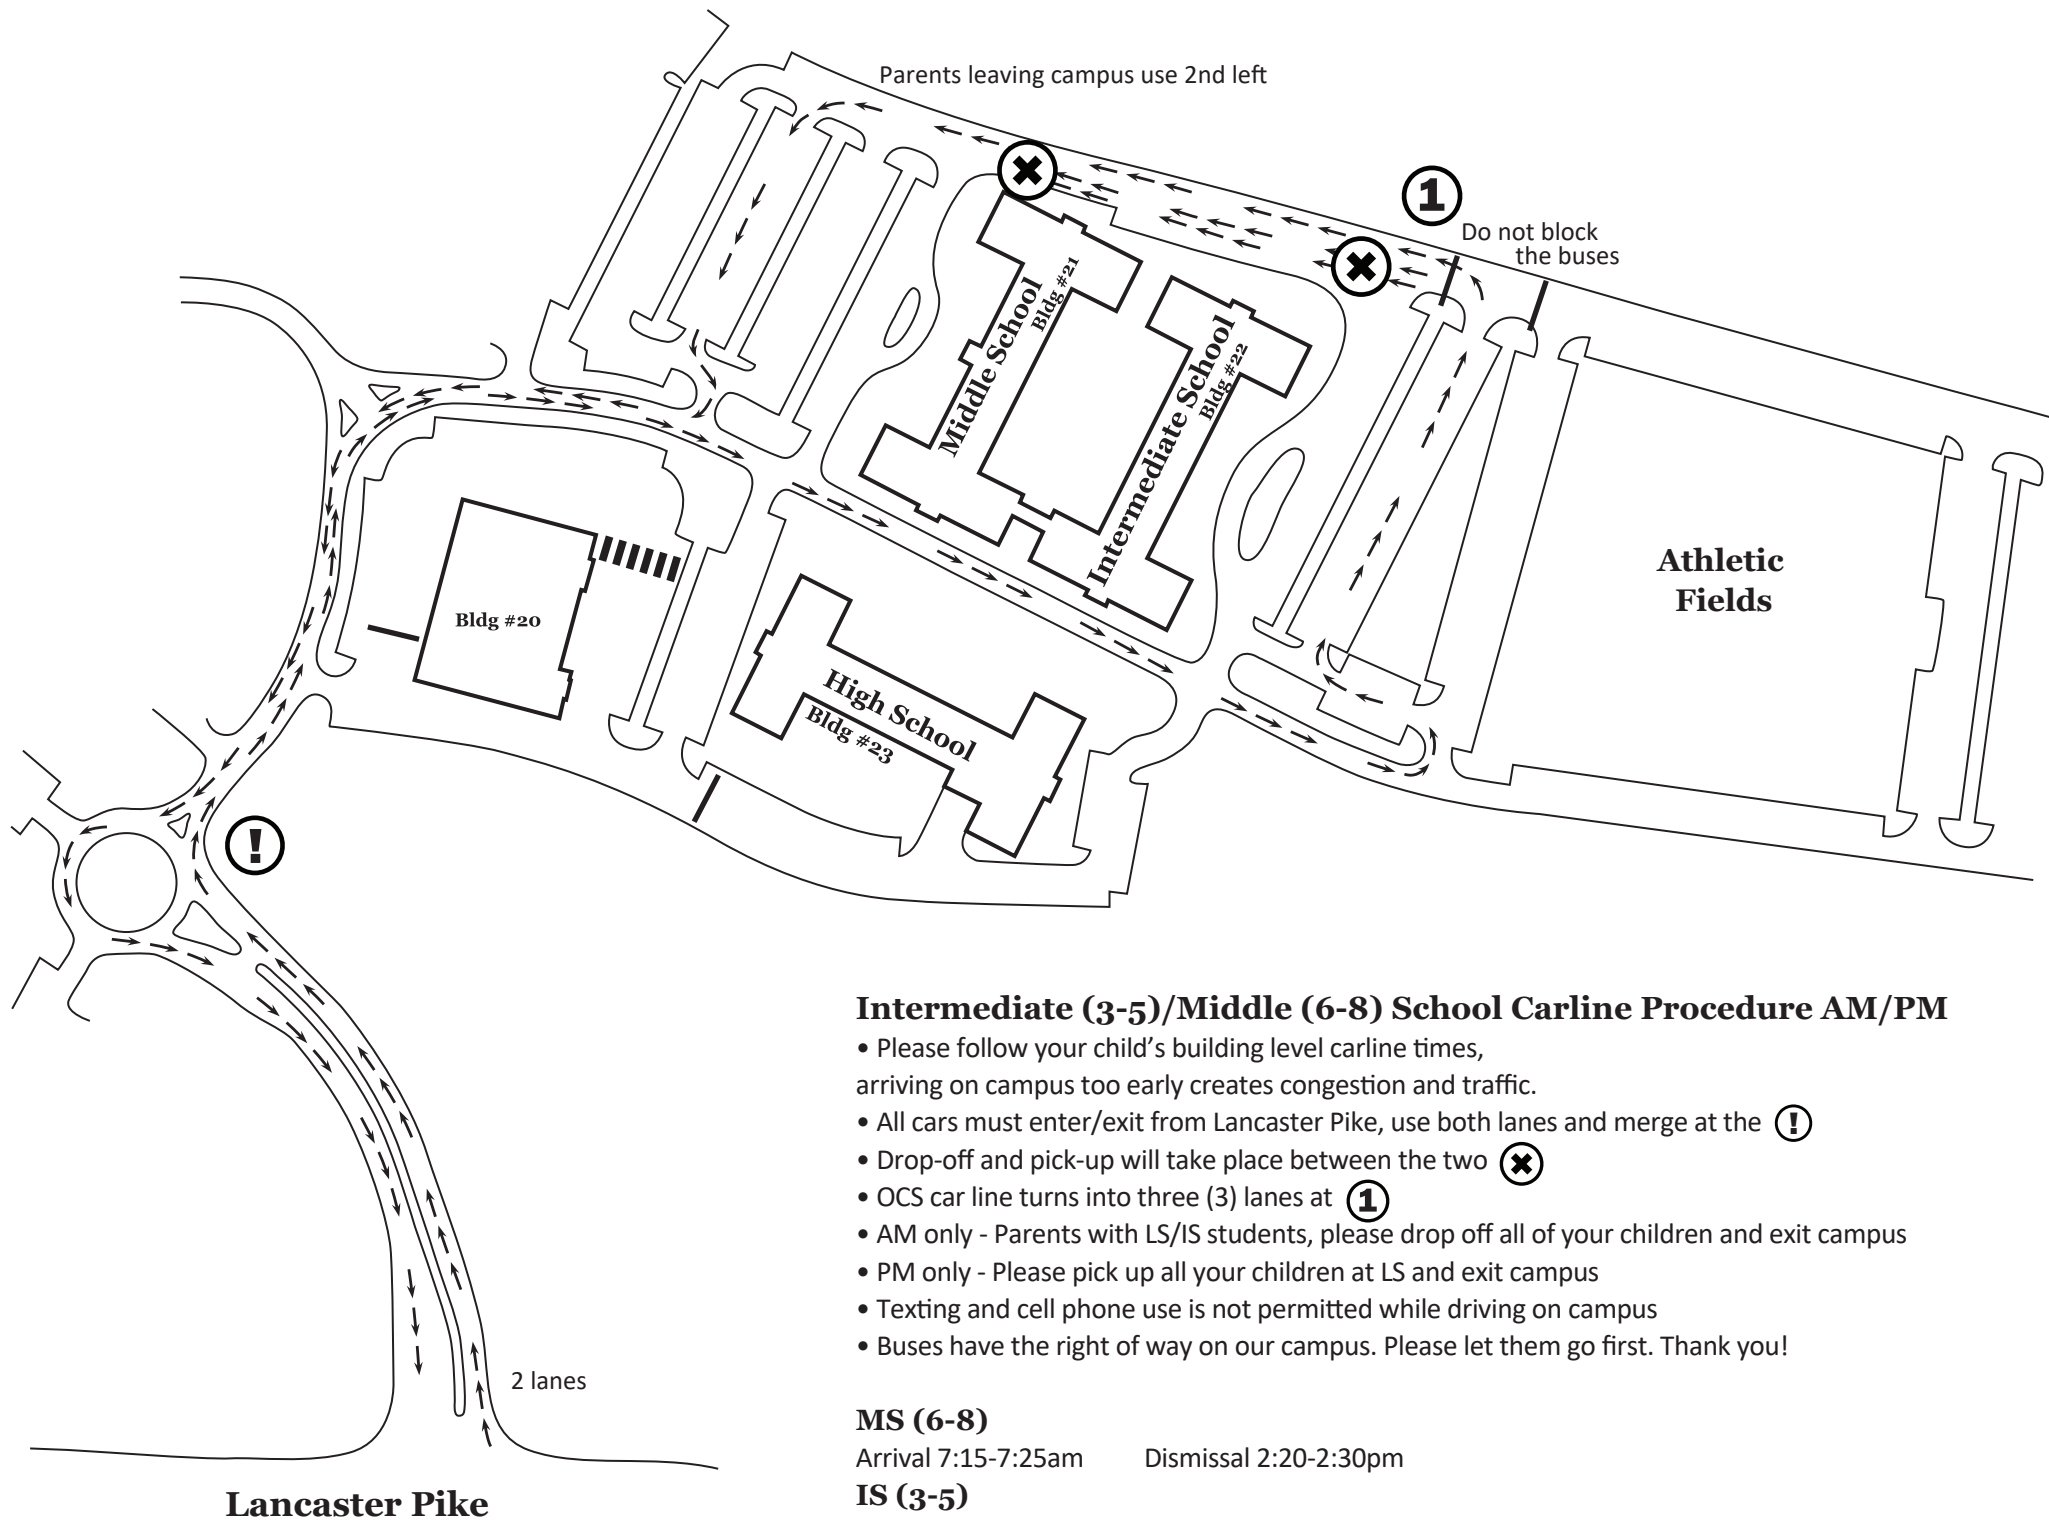 Parents leaving campus use 2nd left
1
Do not block
the buses
Middle School
Bldg #21
Intermediate School
Bldg #22
Athletic
Fields
Bldg #20
High School
Bldg #23
!
Intermediate (3-5)/Middle (6-8) School Carline Procedure AM/PM
• Please follow your child’s building level carline times,
arriving on campus too early creates congestion and traffic.
• All cars must enter/exit from Lancaster Pike, use both lanes and merge at the !
• Drop-off and pick-up will take place between the two ✖
• OCS car line turns into three (3) lanes at 1
• AM only - Parents with LS/IS students, please drop off all of your children and exit campus
• PM only - Please pick up all your children at LS and exit campus
• Texting and cell phone use is not permitted while driving on campus
• Buses have the right of way on our campus. Please let them go first. Thank you!
2 lanes
MS (6-8)
Arrival 7:15-7:25am Dismissal 2:20-2:30pm
IS (3-5)
Lancaster Pike